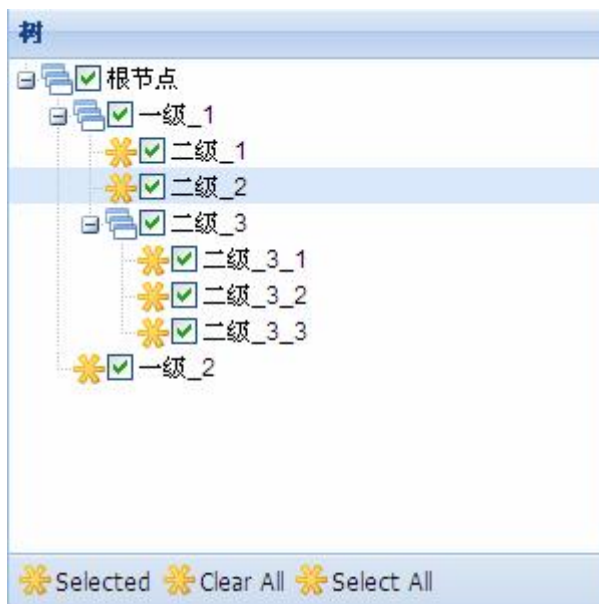 树
根节点
一级_1
二级_1
二级_2
二级_3
二级_3_1
二级_3_2
二级_3_3
一级_2
Selected Clear All Select All